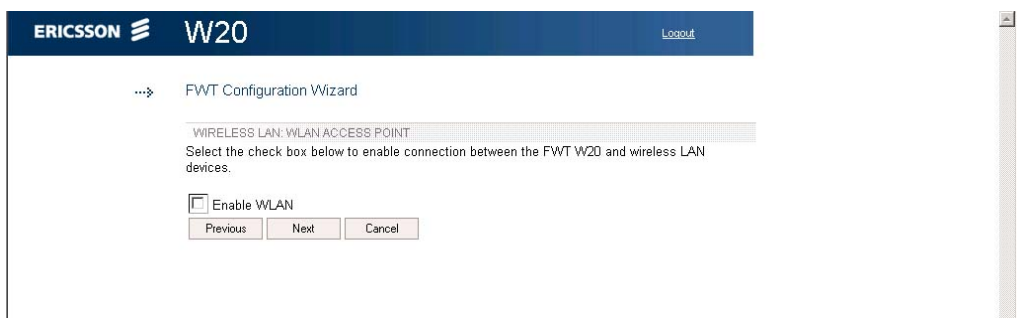 ERICSSON W20 Logout
FWT Configuration Wizard
WIRELESS LAN: WLAN ACCESS POINT
Select the check box below to enable connection between the FWT W20 and wireless LAN
devices.
Enable WLAN
Previous Next Cancel